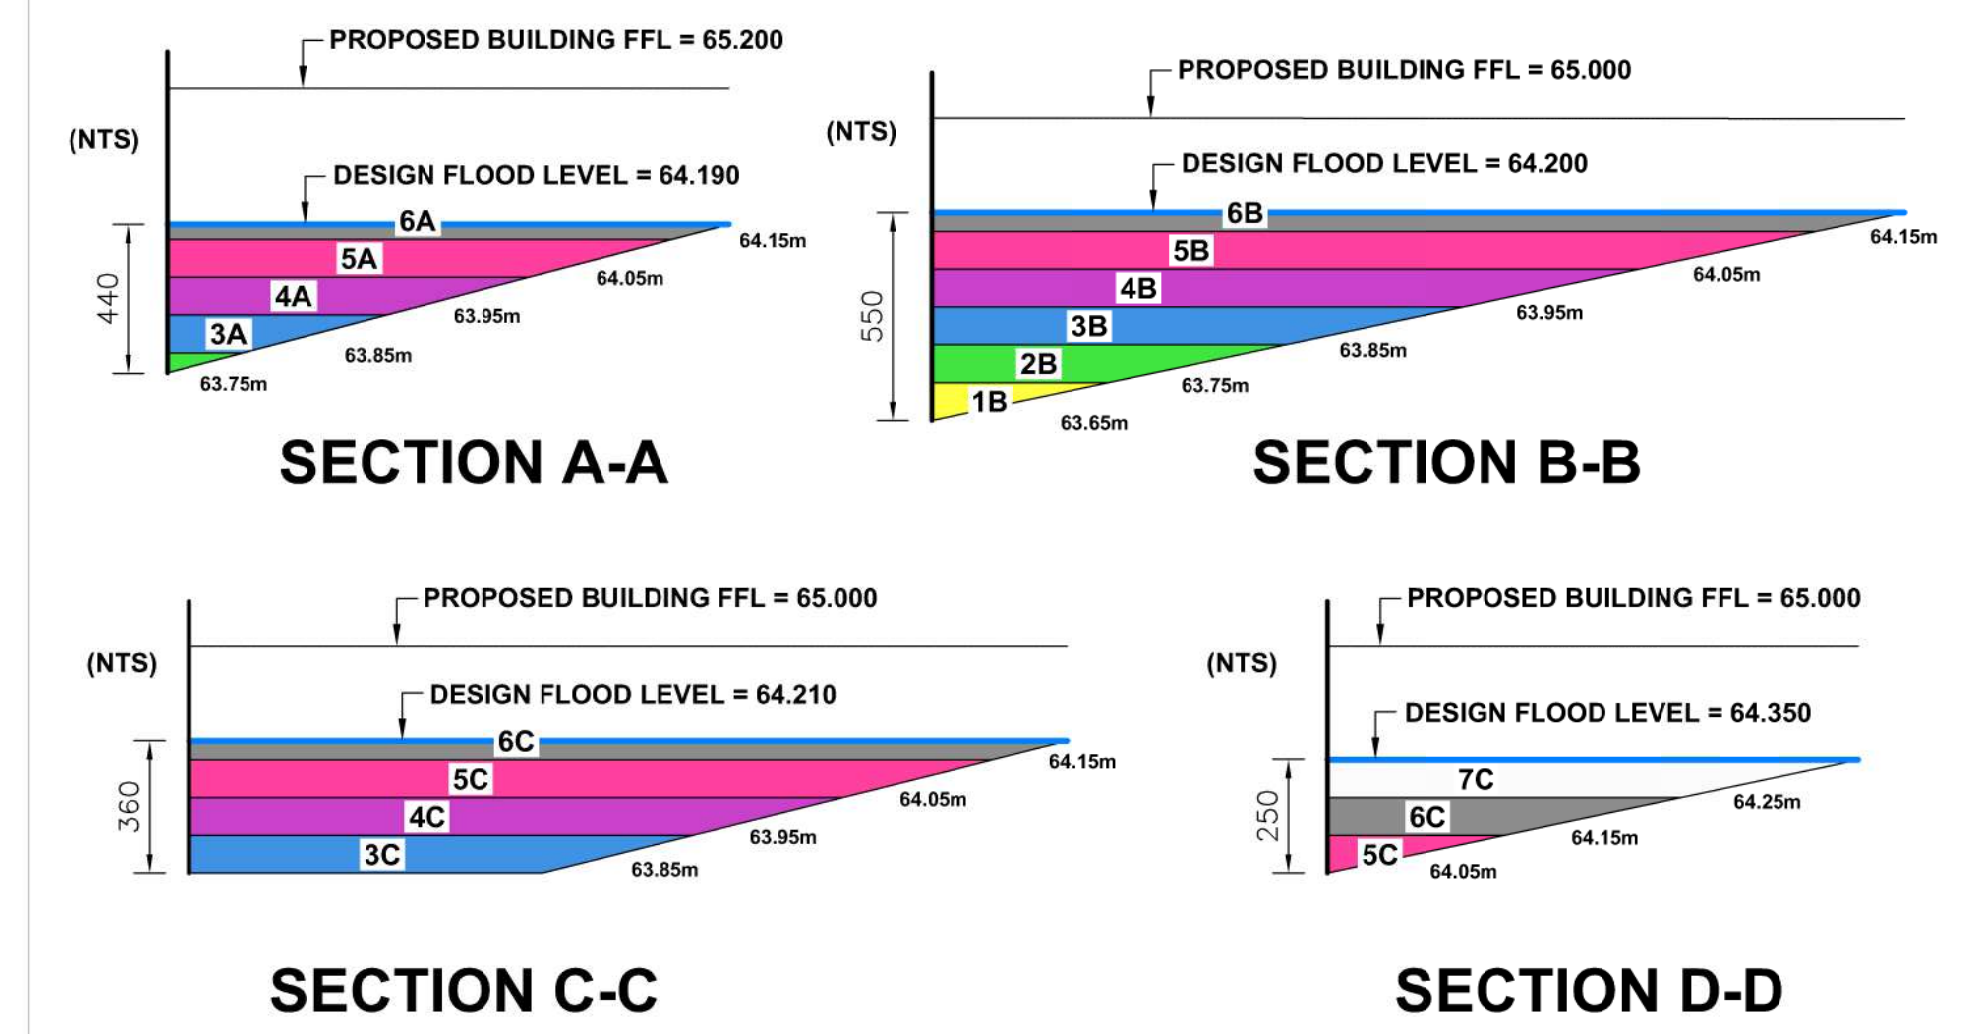 PROPOSED BUILDING FFL = 65.200
(NTS)
DESIGN FLOOD LEVEL = 64.190
6A
5A
4A
3A
440
64.15m
64.05m
63.95m
63.85m
63.75m
SECTION A-A
PROPOSED BUILDING FFL = 65.000
(NTS)
DESIGN FLOOD LEVEL = 64.200
6B
5B
4B
3B
2B
1B
550
64.15m
64.05m
63.95m
63.85m
63.75m
63.65m
SECTION B-B
PROPOSED BUILDING FFL = 65.000
(NTS)
DESIGN FLOOD LEVEL = 64.210
6C
5C
4C
3C
360
64.15m
64.05m
63.95m
63.85m
SECTION C-C
PROPOSED BUILDING FFL = 65.000
(NTS)
DESIGN FLOOD LEVEL = 64.350
7C
6C
5C
250
64.25m
64.15m
64.05m
SECTION D-D